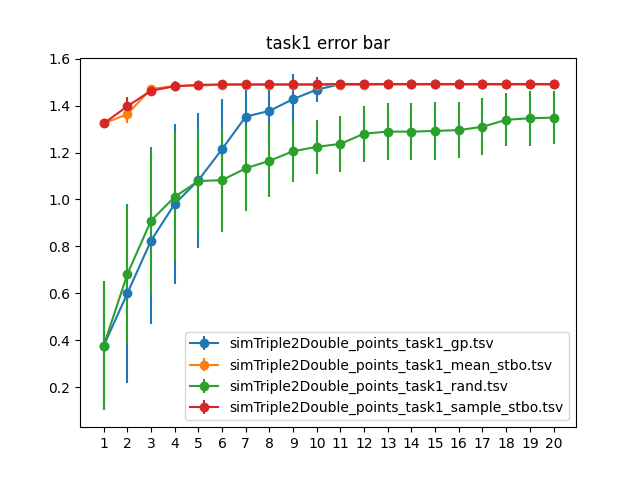 task1 error bar
1.6
1.4
1.2
1.0
0.8
0.6
0.4
0.2
simTriple2Double_points_task1_gp.tsv
simTriple2Double_points_task1_mean_stbo.tsv
simTriple2Double_points_task1_rand.tsv
simTriple2Double_points_task1_sample_stbo.tsv
1 2 3 4 5 6 7 8 9 10 11 12 13 14 15 16 17 18 19 20